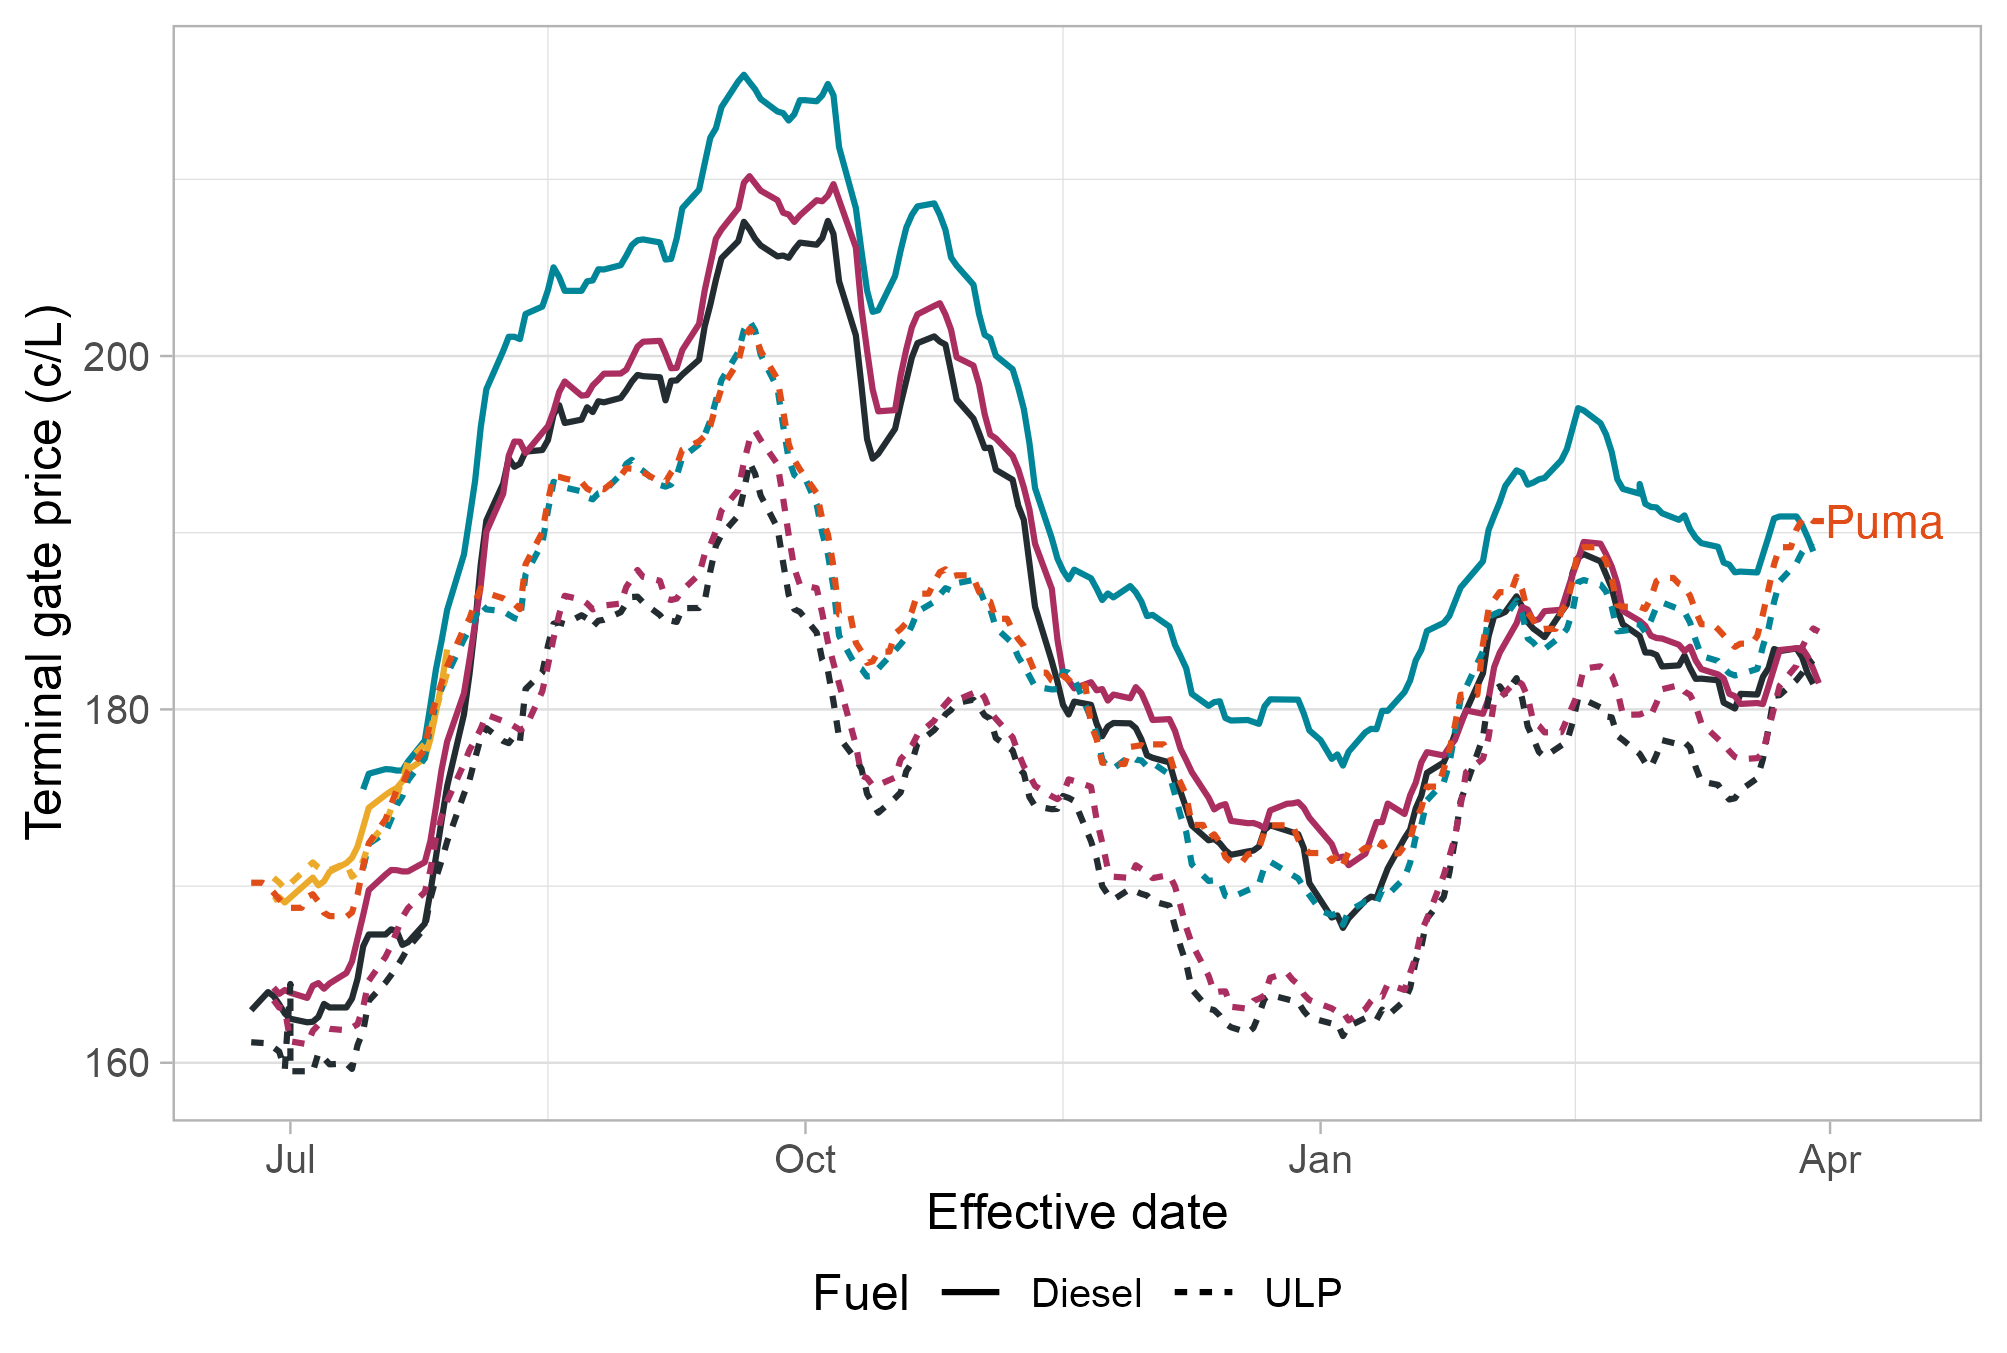 Terminal gate price (c/L)
200
180
160
Puma
Jul Oct Jan Apr
Effective date
Fuel Diesel ULP